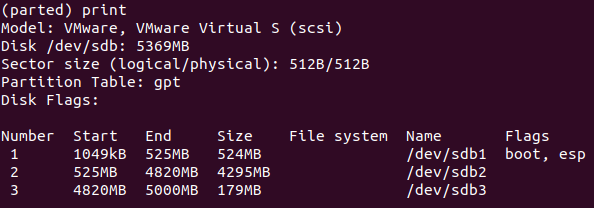 (parted) print
Model: VMware, VMware Virtual S (scsi)
Disk /dev/sdb: 5369MB
Sector size (logical/physical): 512B/512B
Partition Table: gpt
Disk Flags:
Number  Start   End     Size    File system  Name       Flags
 1      1049kB  525MB   524MB                /dev/sdb1  boot, esp
 2      525MB   4820MB  4295MB               /dev/sdb2
 3      4820MB  5000MB  179MB                /dev/sdb3